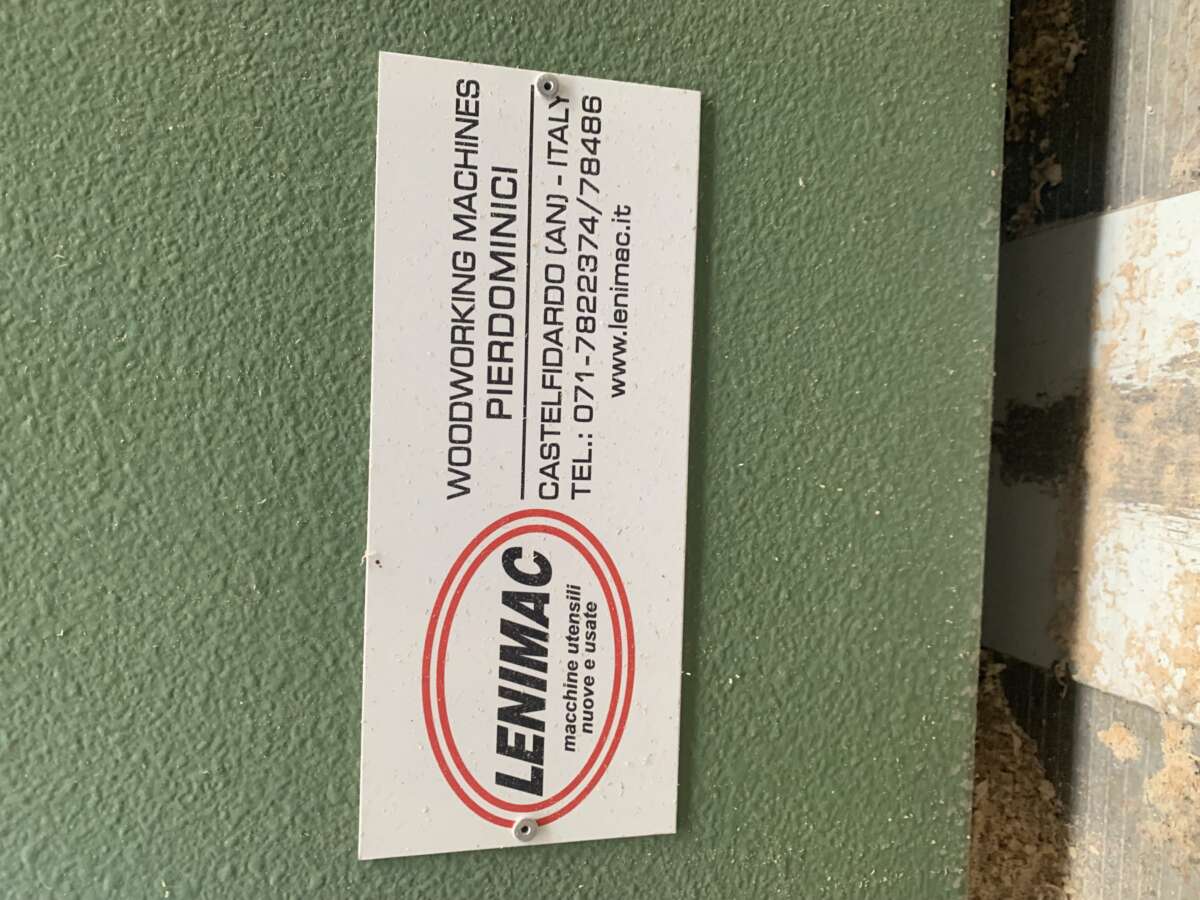 LENIMAC
macchine utensili
nuove e usate
WOODWORKING MACHINES
PIERDOMINICI
CASTELFIDARDO (AN) - ITALY
TEL.: 071-7822374/78486
www.lenimac.it